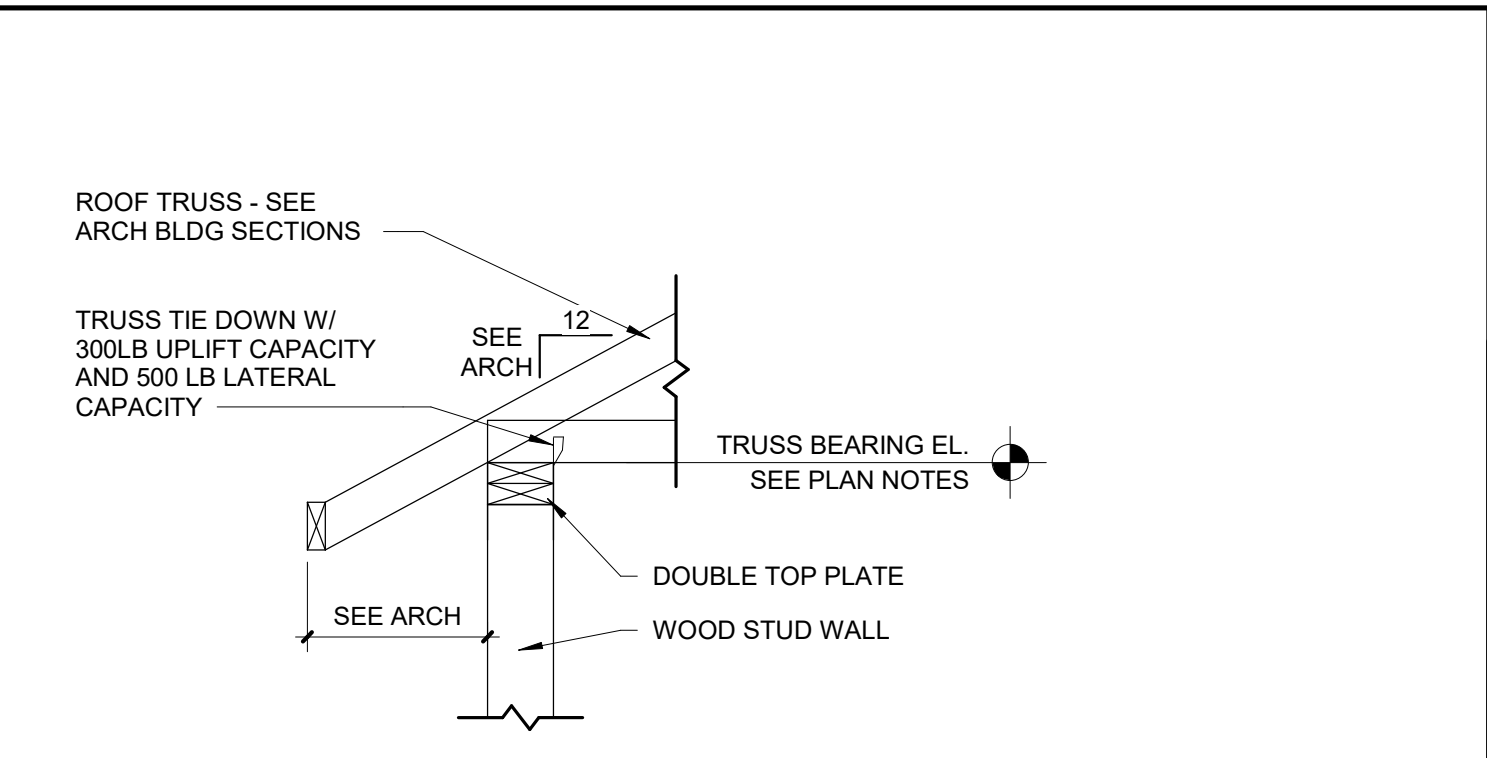 ROOF TRUSS - SEE
ARCH BLDG SECTIONS
TRUSS TIE DOWN W/
300LB UPLIFT CAPACITY
AND 500 LB LATERAL
CAPACITY
12
SEE
ARCH
TRUSS BEARING EL.
SEE PLAN NOTES
DOUBLE TOP PLATE
SEE ARCH
WOOD STUD WALL